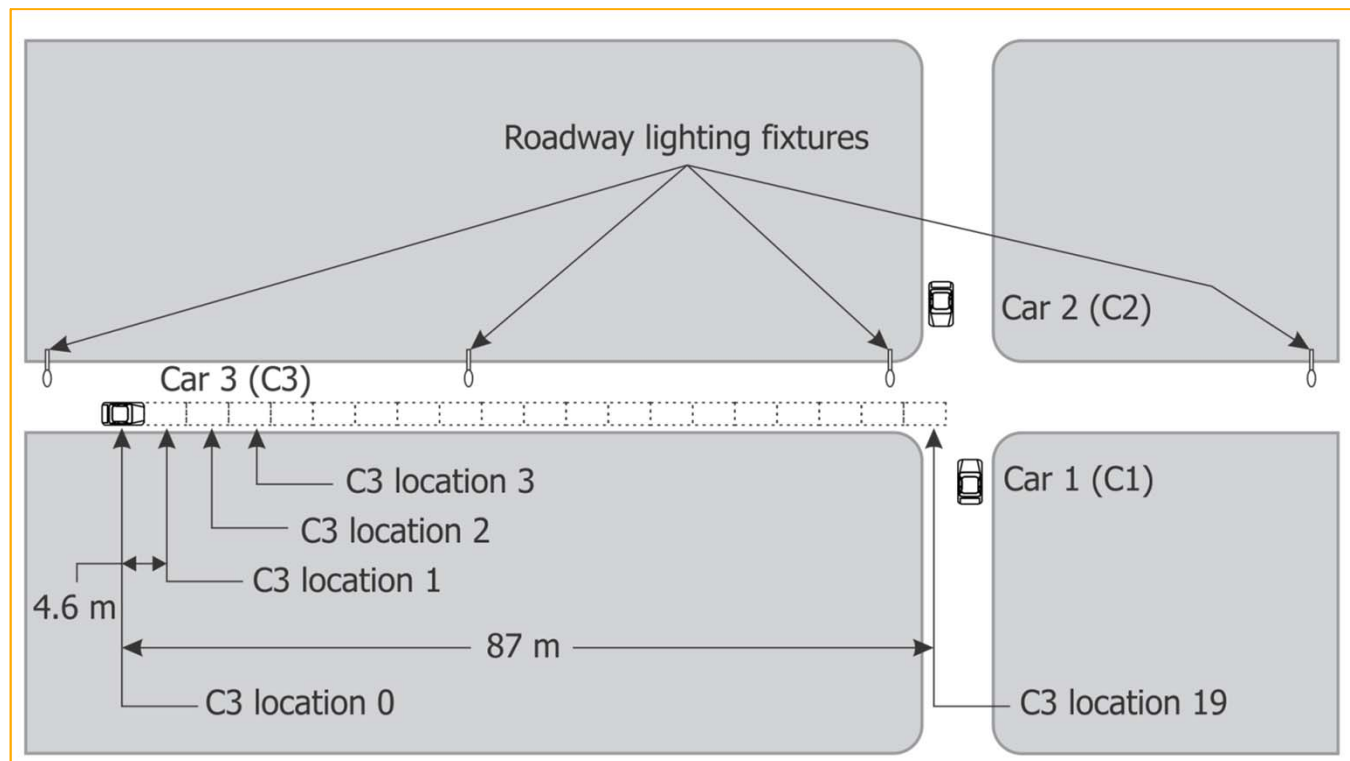 Roadway lighting fixtures
Car 2 (C2)
Car 3 (C3)
C3 location 3
Car 1 (C1)
C3 location 2
C3 location 1
4.6 m
87 m
C3 location 0
C3 location 19